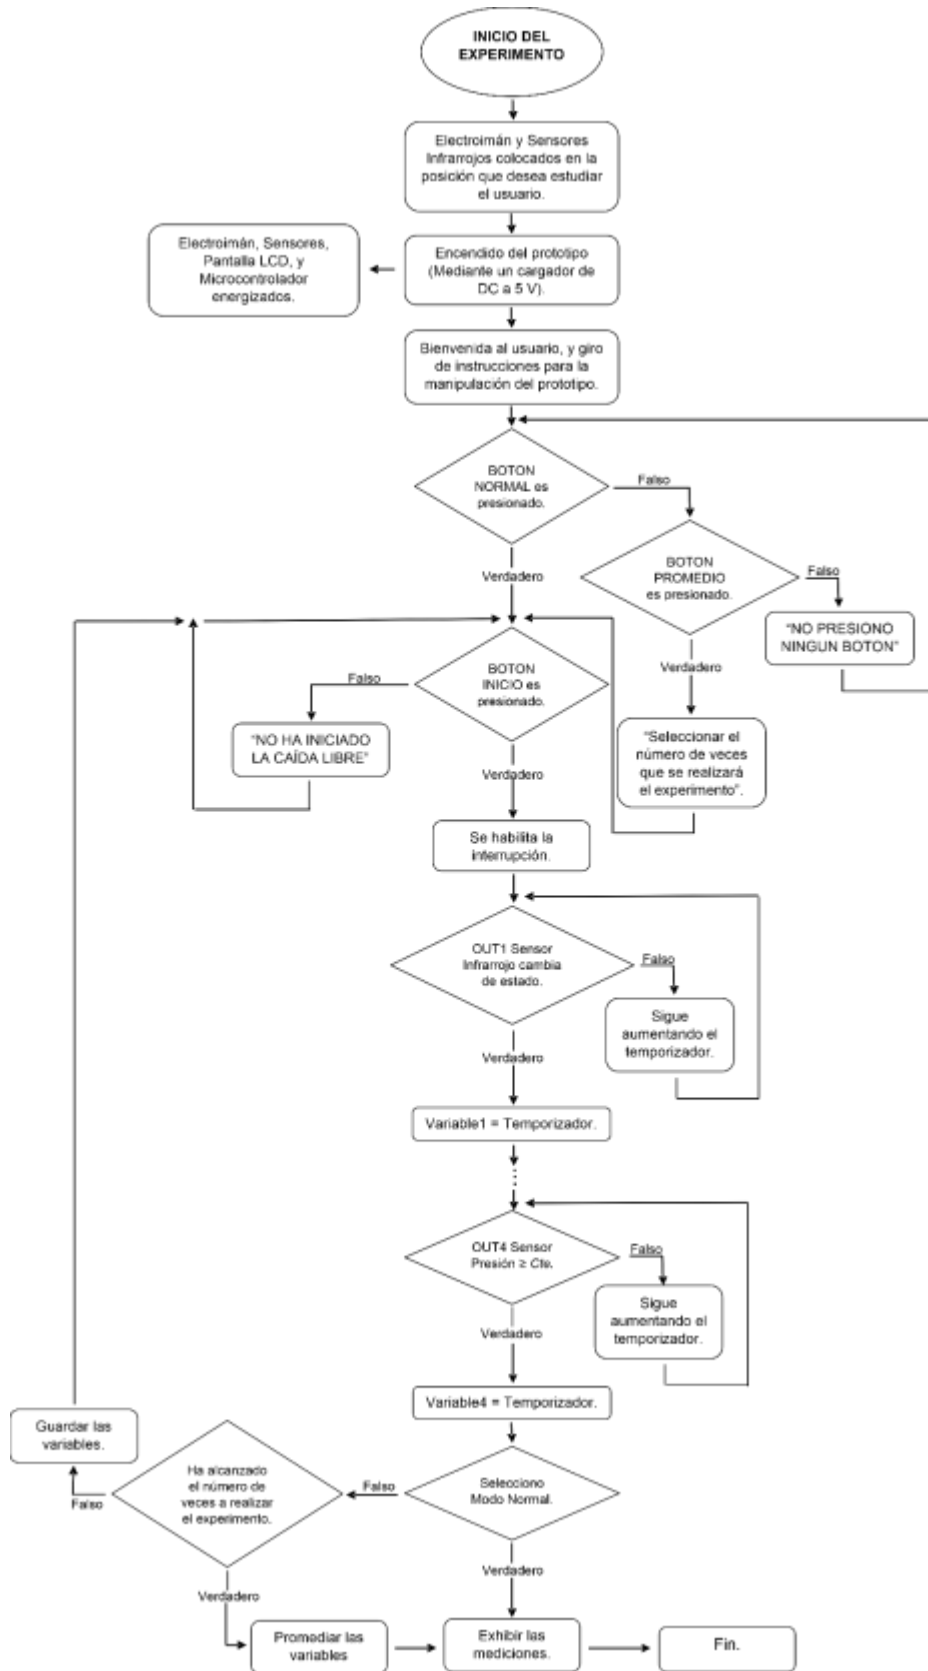 INICIO DEL
EXPERIMENTO
Electroimán y Sensores
Infrarrojos colocados en la
posición que desea estudiar
el usuario.
Electroimán, Sensores,
Pantalla LCD, y
Microcontrolador
energizados.
Encendido del prototipo
(Mediante un cargador de
DC a 5 V).
Bienvenida al usuario, y giro
de instrucciones para la
manipulación del prototipo.
BOTON
NORMAL es
presionado.
Falso
Verdadero
BOTON
PROMEDIO
es presionado.
Falso
"NO PRESIONO
NINGUN BOTON"
Verdadero
"Seleccionar el
número de veces
que se realizará
el experimento".
BOTON
INICIO es
presionado.
Falso
"NO HA INICIADO
LA CAÍDA LIBRE"
Verdadero
Se habilita la
interrupción.
OUT1 Sensor
Infrarrojo cambia
de estado.
Falso
Sigue
aumentando el
temporizador.
Verdadero
Variable1 = Temporizador.
OUT4 Sensor
Presión ≥ Cte.
Falso
Sigue
aumentando el
temporizador.
Verdadero
Variable4 = Temporizador.
Selecciono
Modo Normal.
Falso
Ha alcanzado
el número de
veces a realizar
el experimento.
Falso
Guardar las
variables.
Verdadero
Verdadero
Promediar las
variables
Exhibir las
mediciones.
Fin.